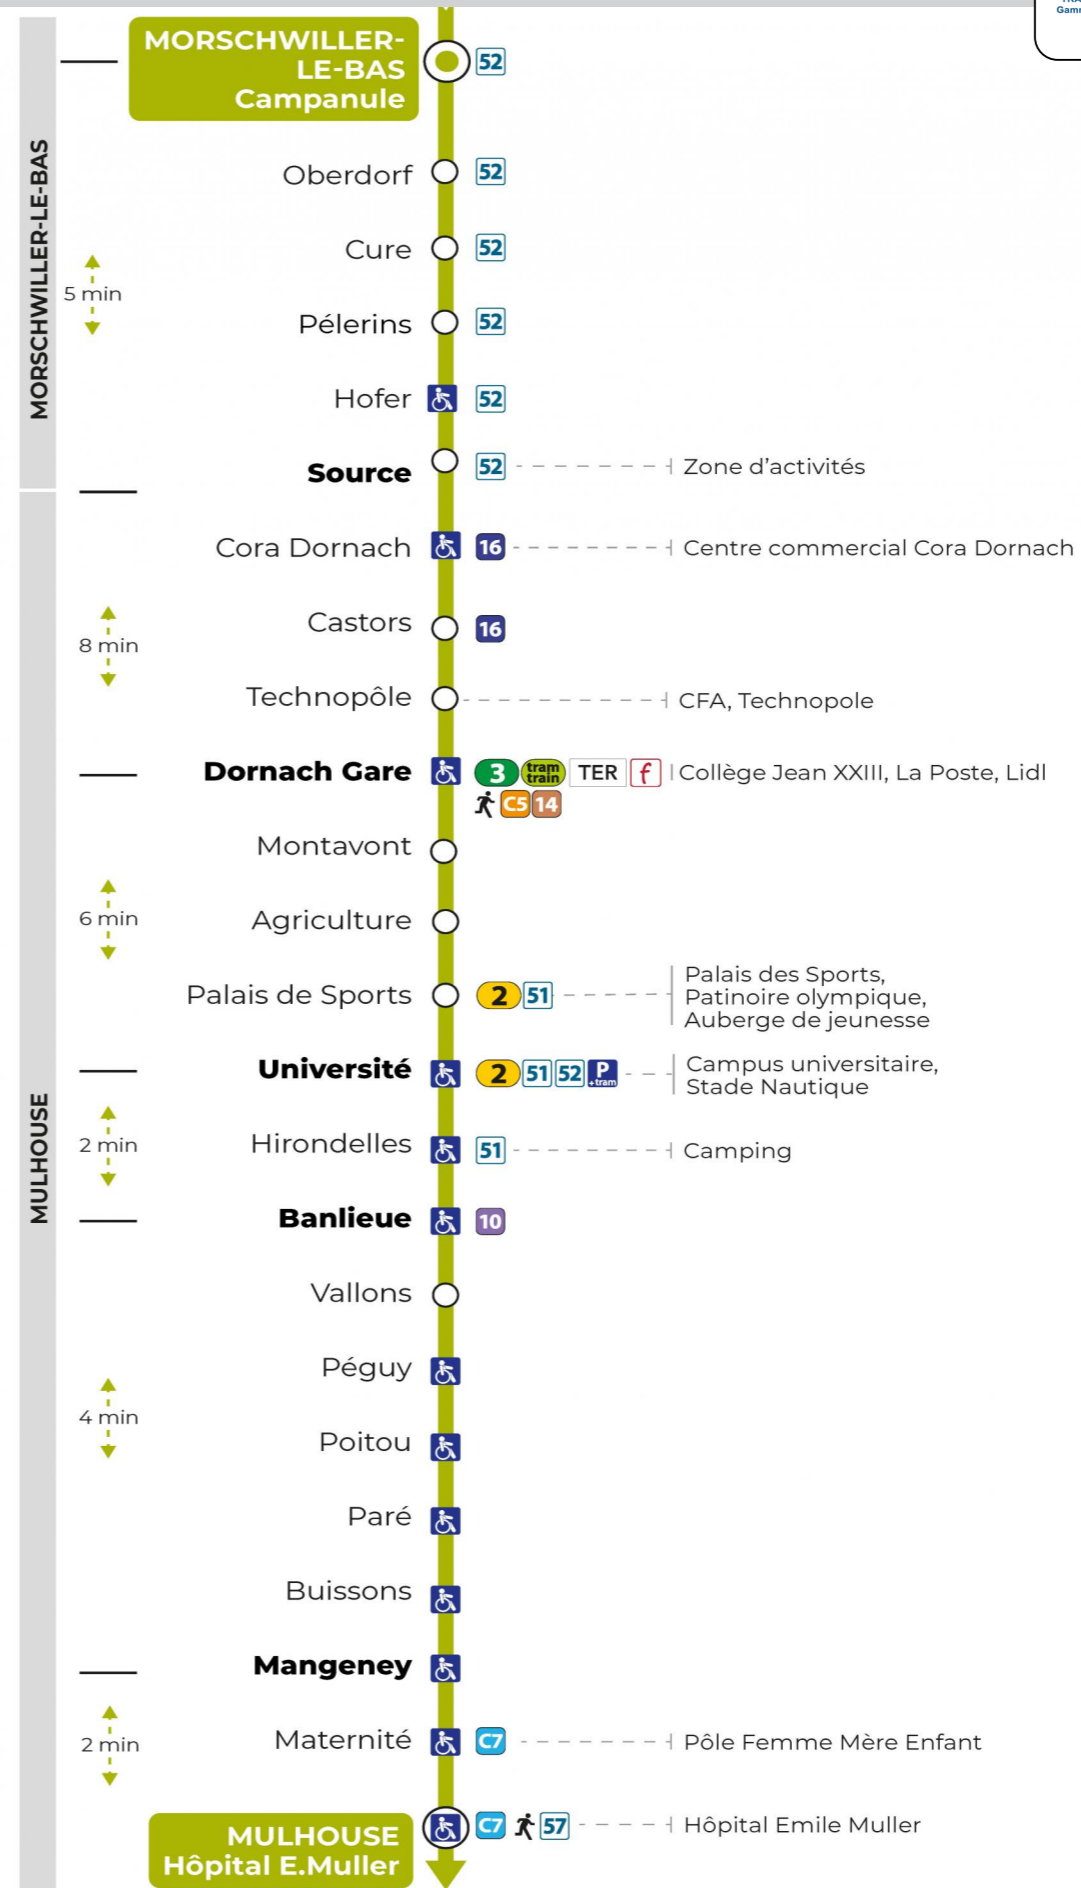 TRA
Gamm
MORSCHWILLER-
LE-BAS
Campanule
52
MORSCHWILLER-LE-BAS
Oberdorf 52
Cure 52
5 min
Pélerins 52
Hofer 52
Source 52 Zone d'activités
Cora Dornach 16 Centre commercial Cora Dornach
Castors 16
8 min
Technopôle CFA, Technopole
Dornach Gare 3 tram train TER f Collège Jean XXIII, La Poste, Lidl
C5 14
Montavont
Agriculture
6 min
Palais de Sports 2 51
Palais des Sports,
Patinoire olympique,
Auberge de jeunesse
Université 2 51 52 P +tram
Campus universitaire,
Stade Nautique
MULHOUSE
2 min
Hirondelles 51 Camping
Banlieue 10
Vallons
Péguy
4 min
Poitou
Paré
Buissons
Mangeney
2 min
Maternité C7 Pôle Femme Mère Enfant
MULHOUSE
Hôpital E.Muller
C7 57 Hôpital Emile Muller